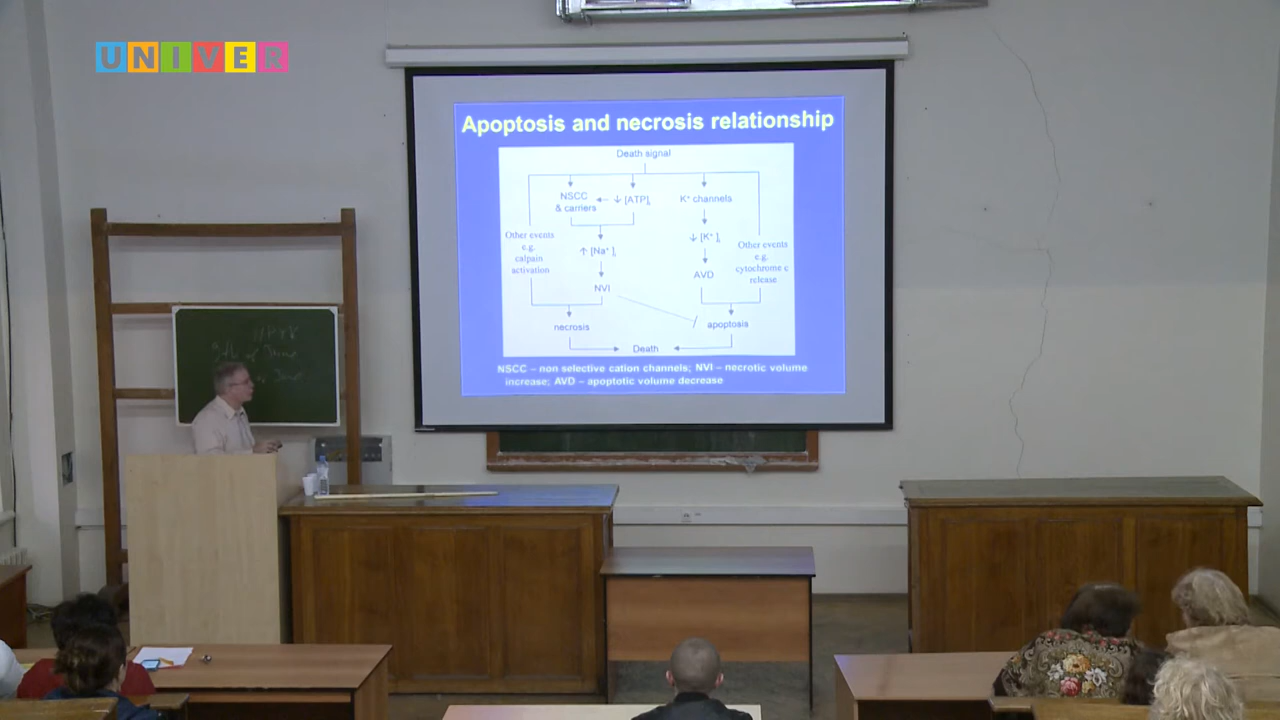 UNIVER
Apoptosis and necrosis relationship
Death signal
NSCC
& carriers
← ↓ [ATP]i
K⁺ channels
Other events
e.g.
calpain
activation
↑ [Na⁺]i
↓ [K⁺]i
Other events
e.g.
cytochrome c
release
NVI
AVD
necrosis
apoptosis
Death
NSCC – non selective cation channels; NVI – necrotic volume
increase; AVD – apoptotic volume decrease